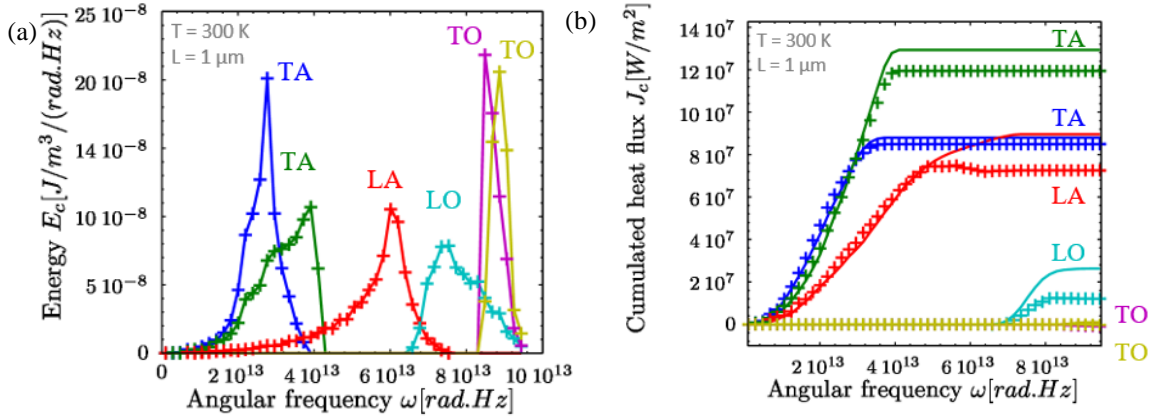 (a)
Energy E_c[J/m^3/(rad.Hz)]
25 10^-8
20 10^-8
14 10^-8
10 10^-8
5 10^-8
0
T = 300 K
L = 1 μm
TA
TA
LA
LO
TO
TO
0 2 10^13 4 10^13 6 10^13 8 10^13 10 10^13
Angular frequency ω[rad.Hz]
(b)
Cumulated heat flux J_c[W/m^2]
14 10^7
12 10^7
10 10^7
8 10^7
6 10^7
4 10^7
2 10^7
0
T = 300 K
L = 1 μm
TA
TA
LA
LO
TO
TO
2 10^13 4 10^13 6 10^13 8 10^13
Angular frequency ω[rad.Hz]